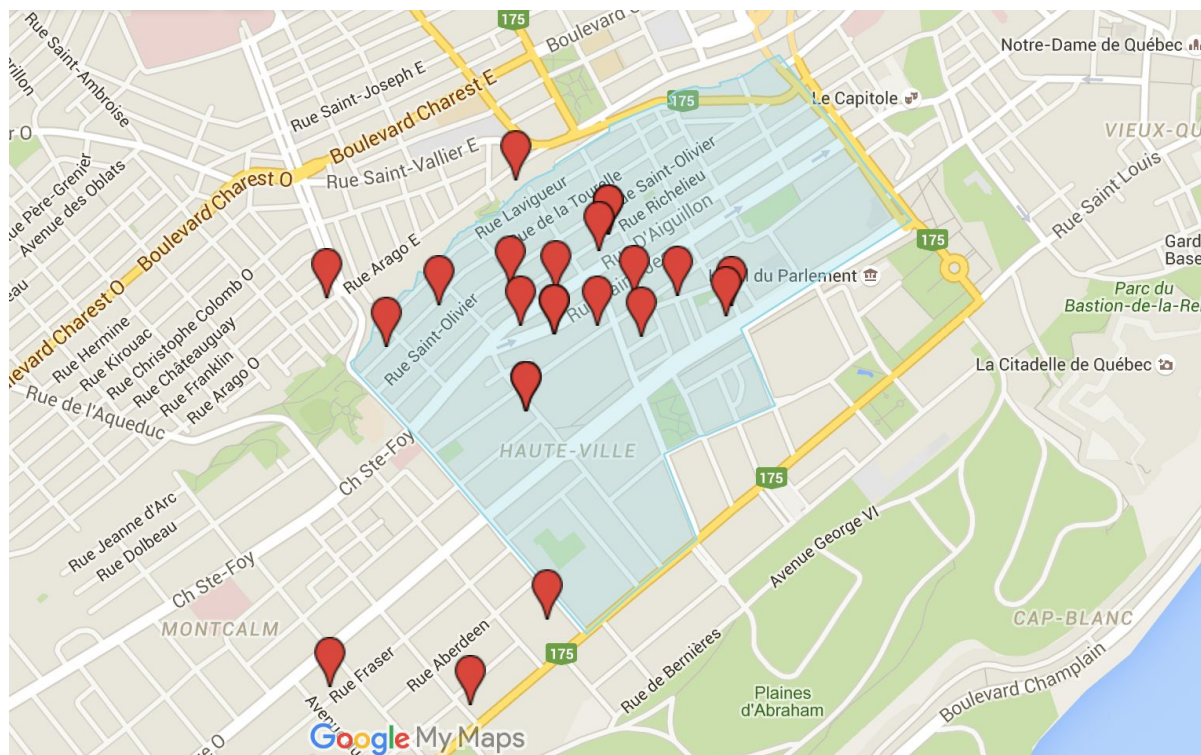 175
Boulevard C
Notre-Dame de Québec
Rue Saint-Ambroise
Rue Saint-Joseph E
Boulevard Charest E
Le Capitole
175
VIEUX-QU
Rue Saint-Vallier E
Rue Père-Grenier
Avenue des Oblats
Boulevard Charest O
Rue Lavigueur
Rue de la Tourelle
Rue Saint-Olivier
Rue Richelieu
Rue D'Aiguillon
Rue Saint-Louis
Rue Arago E
175
Gard
Base
du Parlement
Parc du
Bastion-de-la-Re
Rue Saint-Olivier
Rue Christophe Colomb O
Rue Hermine
Rue Kirouac
Rue Châteauguay
Rue Franklin
Rue Arago O
Boulevard Charest O
La Citadelle de Québec
Rue de l'Aqueduc
Ch Ste-Foy
HAUTE-VILLE
175
Rue Jeanne d'Arc
Rue Dolbeau
Avenue George VI
Ch Ste-Foy
MONTCALM
CAP-BLANC
Rue Aberdeen
Rue Fraser
175
Rue de Bernières
Boulevard Champlain
Plaines
d'Abraham
Google My Maps